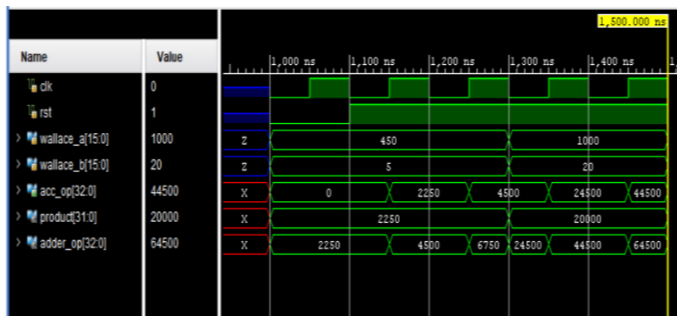 1,500.000 ns
Name Value
1,000 ns 1,100 ns 1,200 ns 1,300 ns 1,400 ns 1,
clk 0
rst 1
wallace_a[15:0] 1000 Z 450 1000
wallace_b[15:0] 20 Z 5 20
acc_op[32:0] 44500 X 0 2250 4500 24500 44500
product[31:0] 20000 X 2250 20000
adder_op[32:0] 64500 X 2250 4500 6750 24500 44500 64500